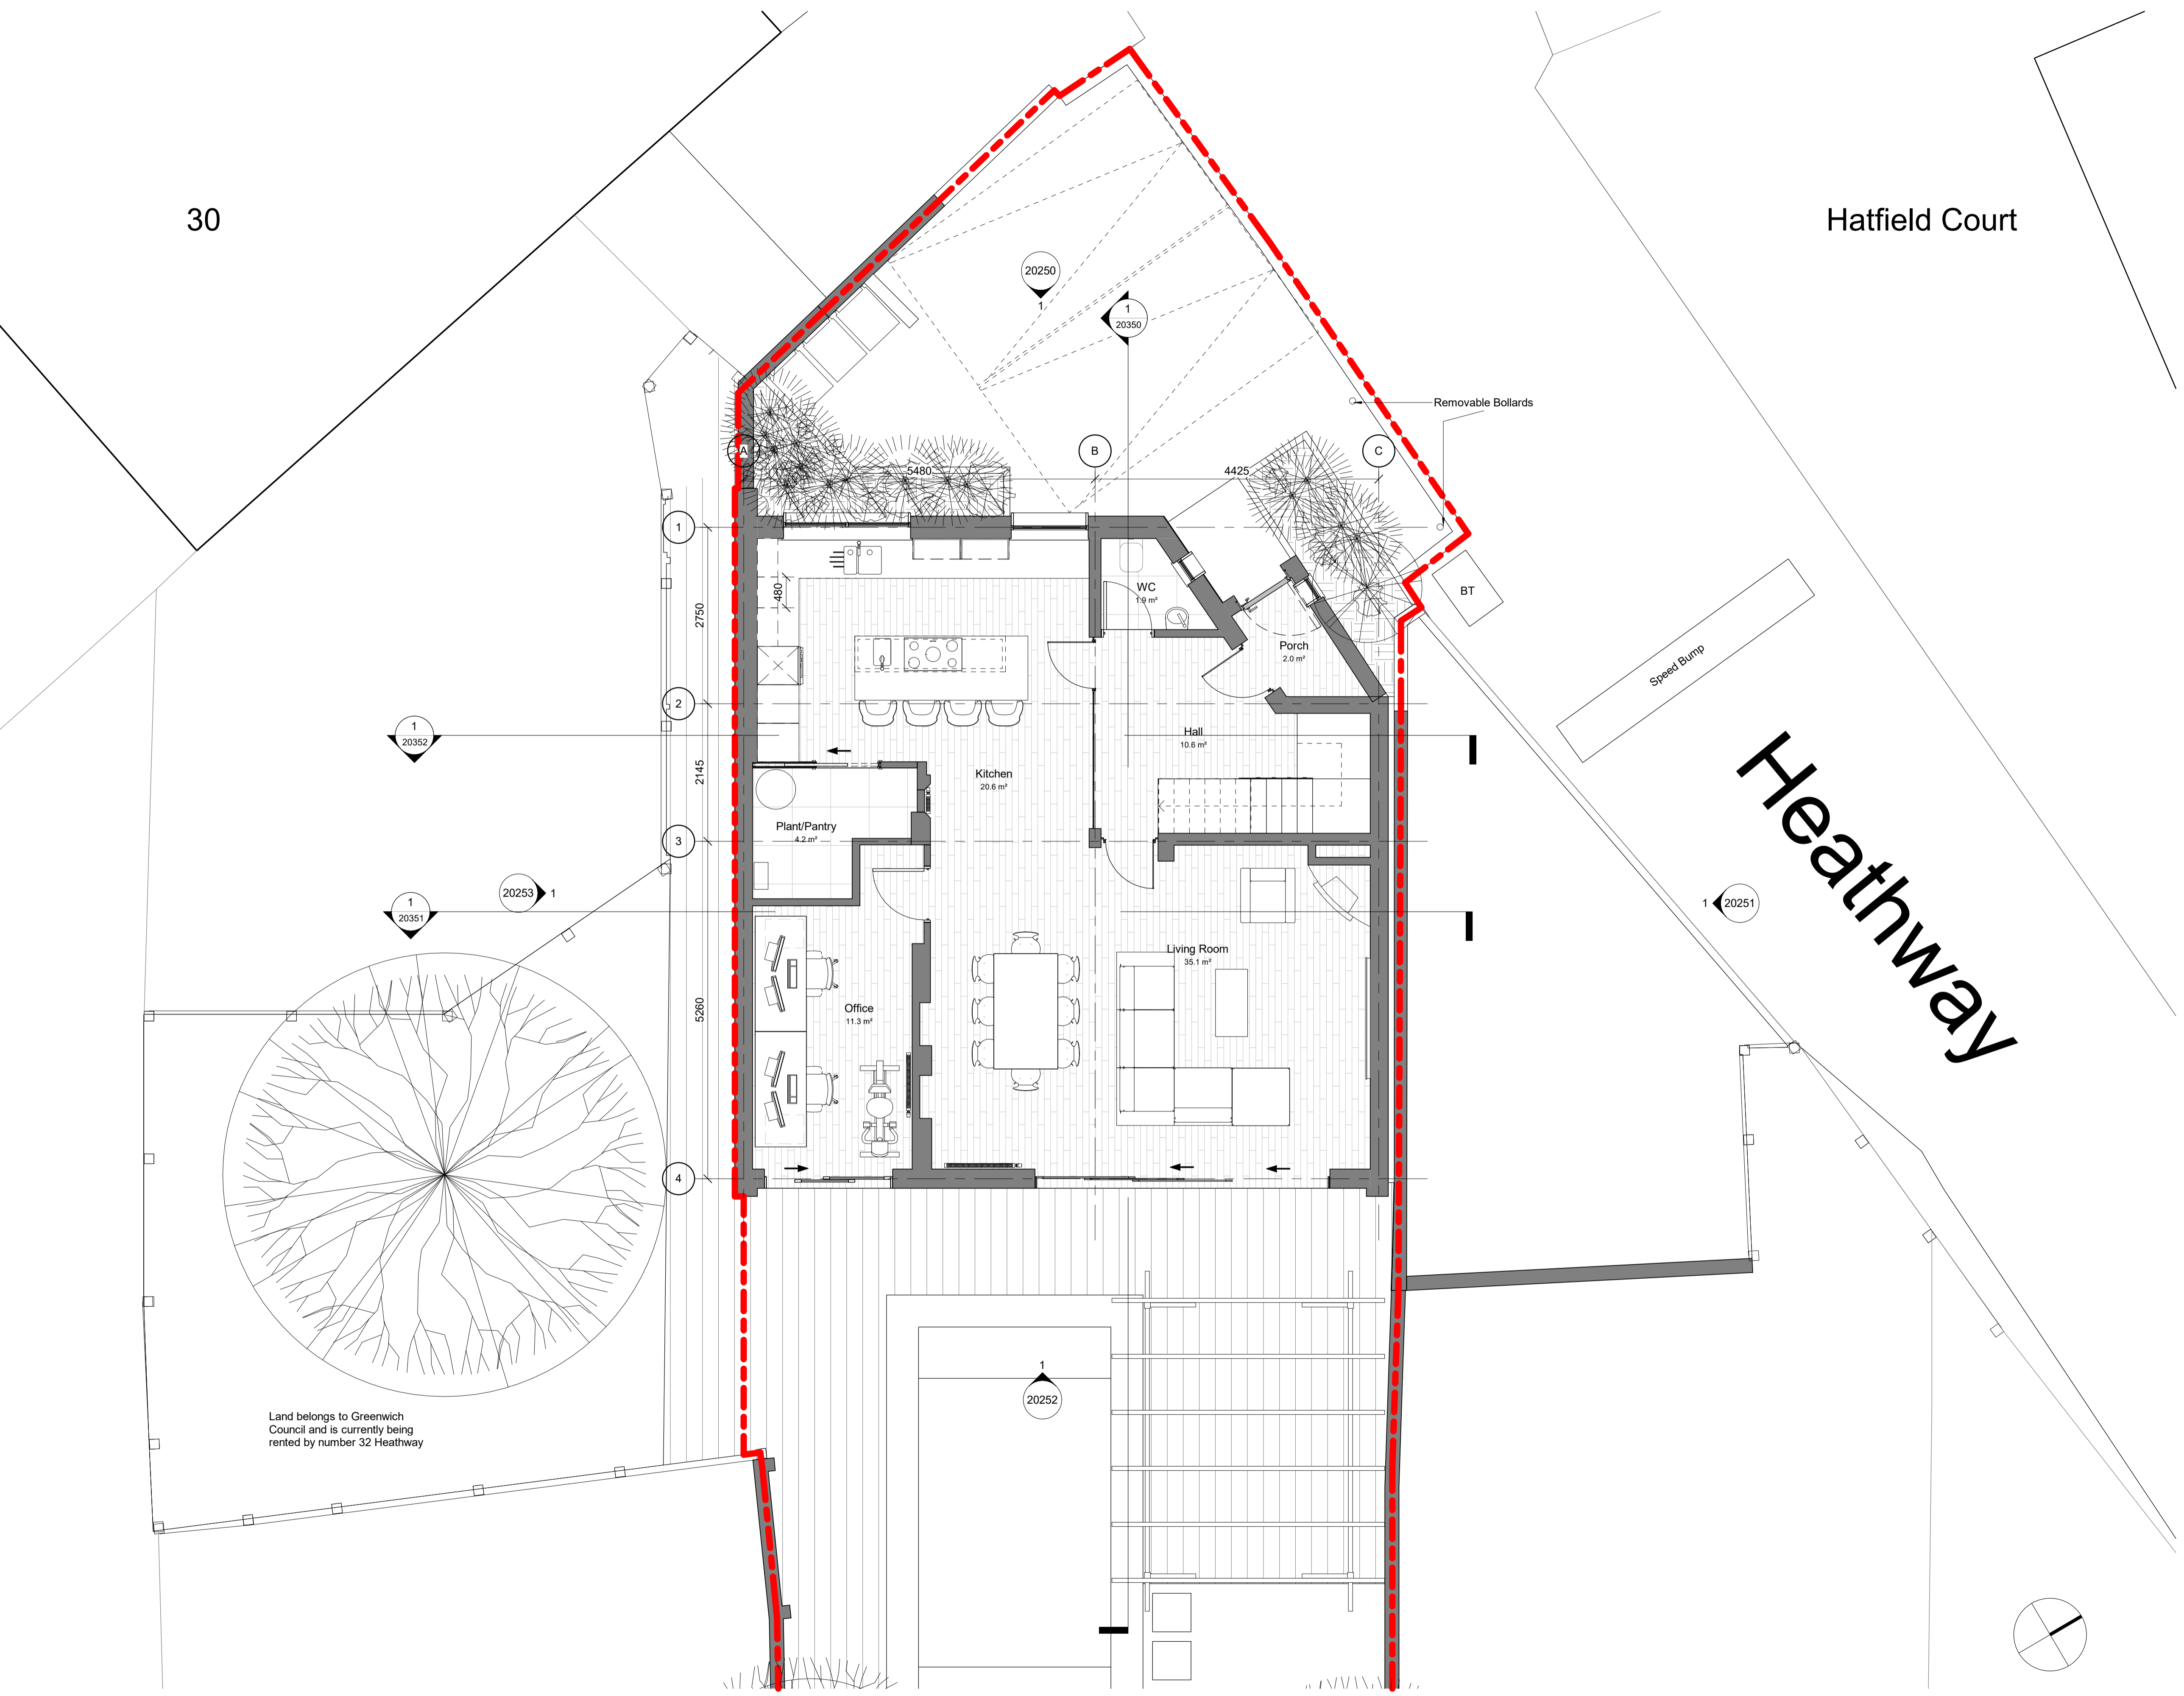 30
Hatfield Court
20250
1
1
20350
Removable Bollards
A
B
C
5480
4425
1
2750
480
WC
1.9 m²
BT
Porch
2.0 m²
Speed Bump
2
1
20352
Hall
10.6 m²
2145
Kitchen
20.6 m²
Heathway
Plant/Pantry
4.2 m²
3
20253
1
1
20351
1
20251
Living Room
35.1 m²
5260
Office
11.3 m²
4
1
20252
Land belongs to Greenwich
Council and is currently being
rented by number 32 Heathway